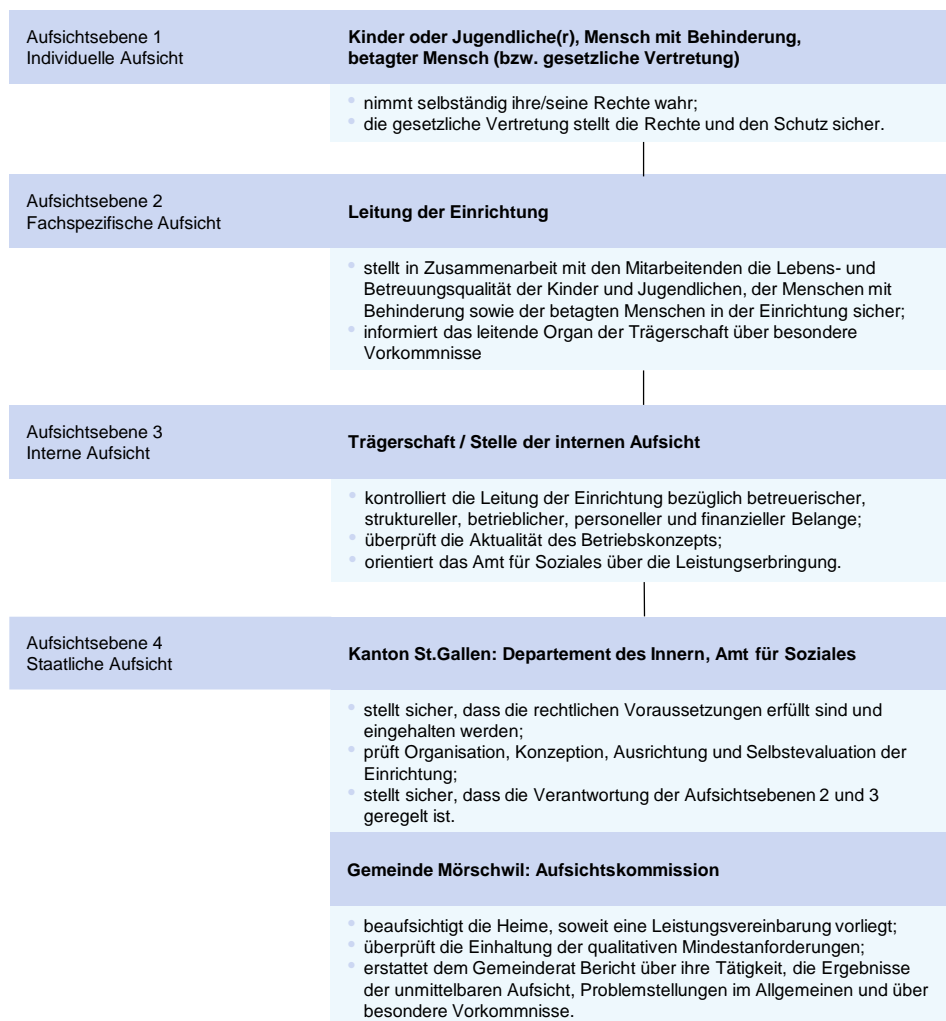 Aufsichtsebene 1
Individuelle Aufsicht
Kinder oder Jugendliche(r), Mensch mit Behinderung,
betagter Mensch (bzw. gesetzliche Vertretung)
• nimmt selbständig ihre/seine Rechte wahr;
• die gesetzliche Vertretung stellt die Rechte und den Schutz sicher.
Aufsichtsebene 2
Fachspezifische Aufsicht
Leitung der Einrichtung
• stellt in Zusammenarbeit mit den Mitarbeitenden die Lebens- und
Betreuungsqualität der Kinder und Jugendlichen, der Menschen mit
Behinderung sowie der betagten Menschen in der Einrichtung sicher;
• informiert das leitende Organ der Trägerschaft über besondere
Vorkommnisse
Aufsichtsebene 3
Interne Aufsicht
Trägerschaft / Stelle der internen Aufsicht
• kontrolliert die Leitung der Einrichtung bezüglich betreuerischer,
struktureller, betrieblicher, personeller und finanzieller Belange;
• überprüft die Aktualität des Betriebskonzepts;
• orientiert das Amt für Soziales über die Leistungserbringung.
Aufsichtsebene 4
Staatliche Aufsicht
Kanton St.Gallen: Departement des Innern, Amt für Soziales
• stellt sicher, dass die rechtlichen Voraussetzungen erfüllt sind und
eingehalten werden;
• prüft Organisation, Konzeption, Ausrichtung und Selbstevaluation der
Einrichtung;
• stellt sicher, dass die Verantwortung der Aufsichtsebenen 2 und 3
geregelt ist.
Gemeinde Mörschwil: Aufsichtskommission
• beaufsichtigt die Heime, soweit eine Leistungsvereinbarung vorliegt;
• überprüft die Einhaltung der qualitativen Mindestanforderungen;
• erstattet dem Gemeinderat Bericht über ihre Tätigkeit, die Ergebnisse
der unmittelbaren Aufsicht, Problemstellungen im Allgemeinen und über
besondere Vorkommnisse.